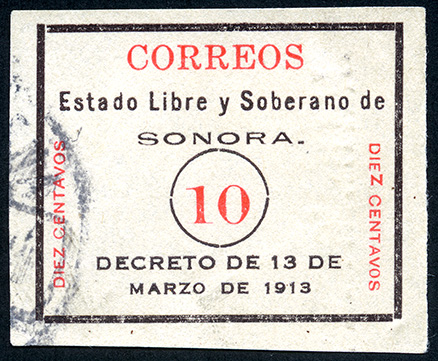 CORREOS
Estado Libre y Soberano de
SONORA.
10
DIEZ CENTAVOS
DIEZ CENTAVOS
DECRETO DE 13 DE
MARZO DE 1913